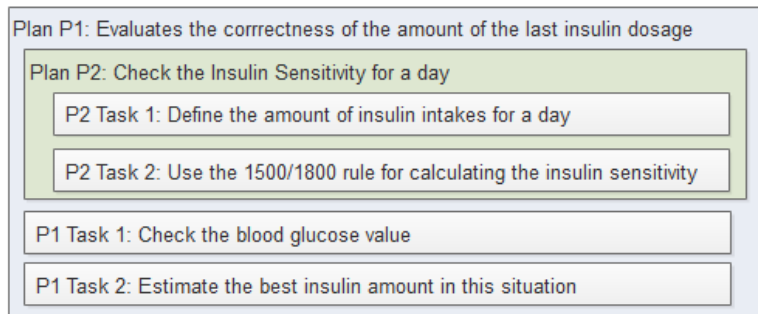 Plan P1: Evaluates the corrrectness of the amount of the last insulin dosage
Plan P2: Check the Insulin Sensitivity for a day
P2 Task 1: Define the amount of insulin intakes for a day
P2 Task 2: Use the 1500/1800 rule for calculating the insulin sensitivity
P1 Task 1: Check the blood glucose value
P1 Task 2: Estimate the best insulin amount in this situation